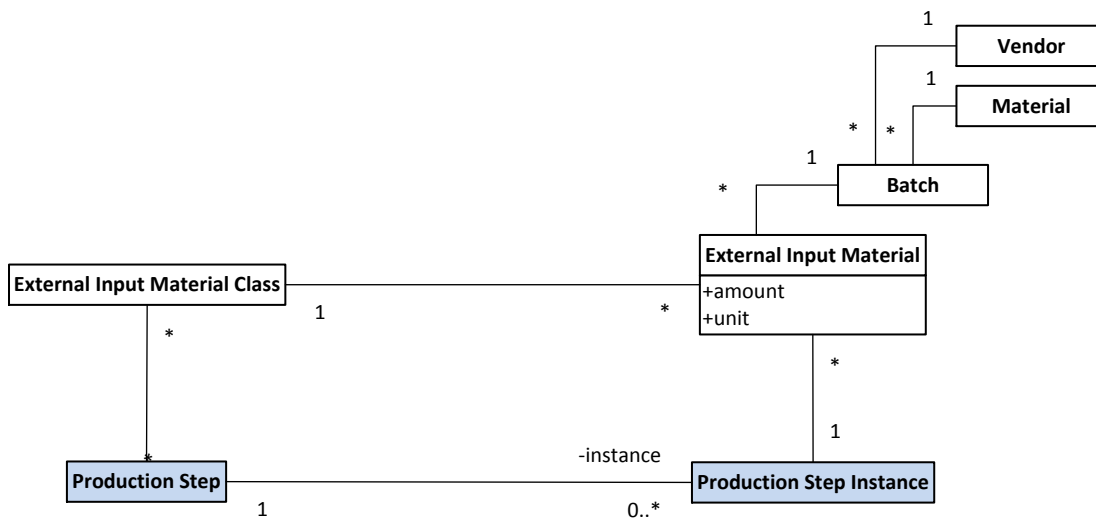 1
Vendor
1
Material
*
*
1
Batch
*
External Input Material
External Input Material Class
+amount
+unit
1
*
*
*
1
-instance
*
Production Step
Production Step Instance
1
0..*